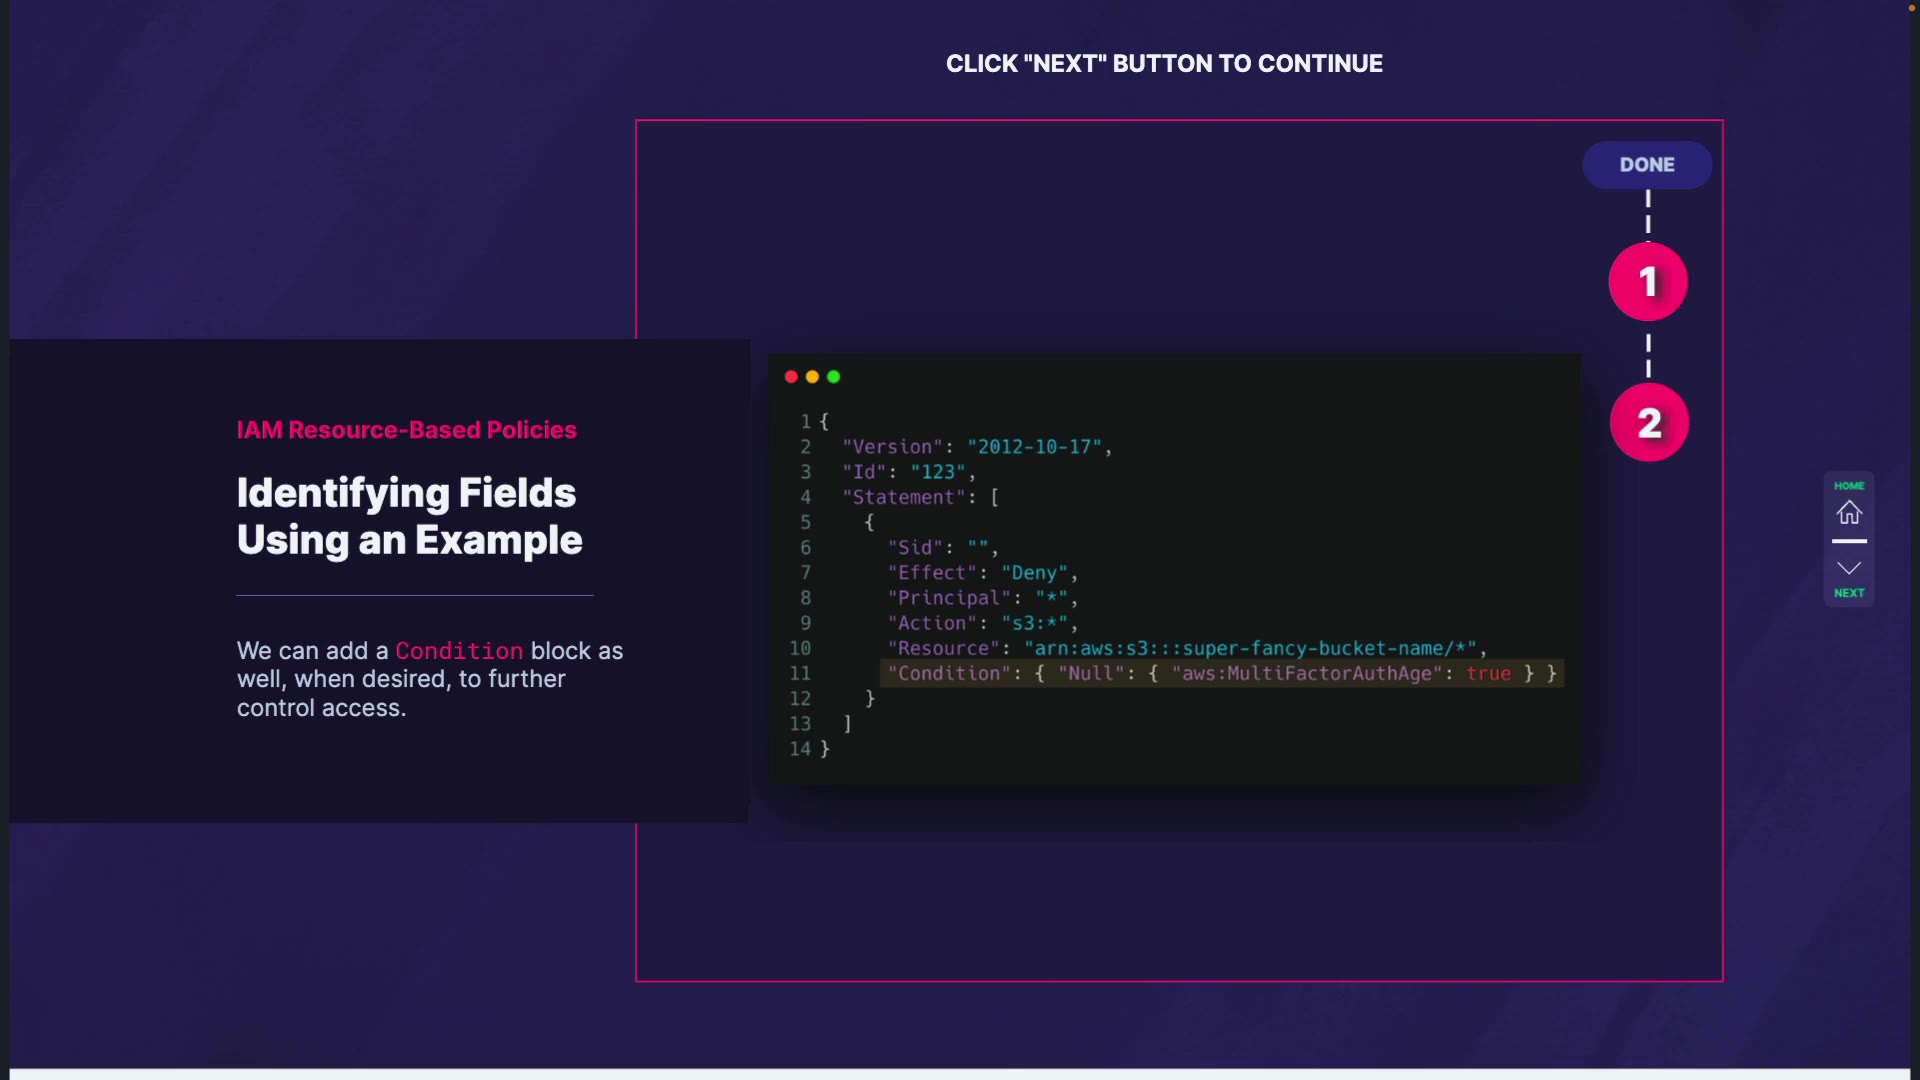 CLICK "NEXT" BUTTON TO CONTINUE
DONE
1
2
IAM Resource-Based Policies
Identifying Fields
Using an Example
We can add a Condition block as
well, when desired, to further
control access.
1 {
2   "Version": "2012-10-17",
3   "Id": "123",
4   "Statement": [
5     {
6       "Sid": "",
7       "Effect": "Deny",
8       "Principal": "*",
9       "Action": "s3:*",
10       "Resource": "arn:aws:s3:::super-fancy-bucket-name/*",
11       "Condition": { "Null": { "aws:MultiFactorAuthAge": true } }
12     }
13   ]
14 }
HOME
NEXT